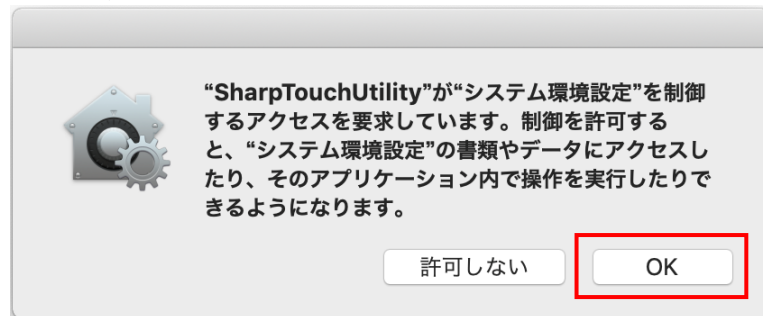 “SharpTouchUtility”が“システム環境設定”を制御
するアクセスを要求しています。制御を許可する
と、“システム環境設定”の書類やデータにアクセスし
たり、そのアプリケーション内で操作を実行したりで
きるようになります。
許可しない
OK